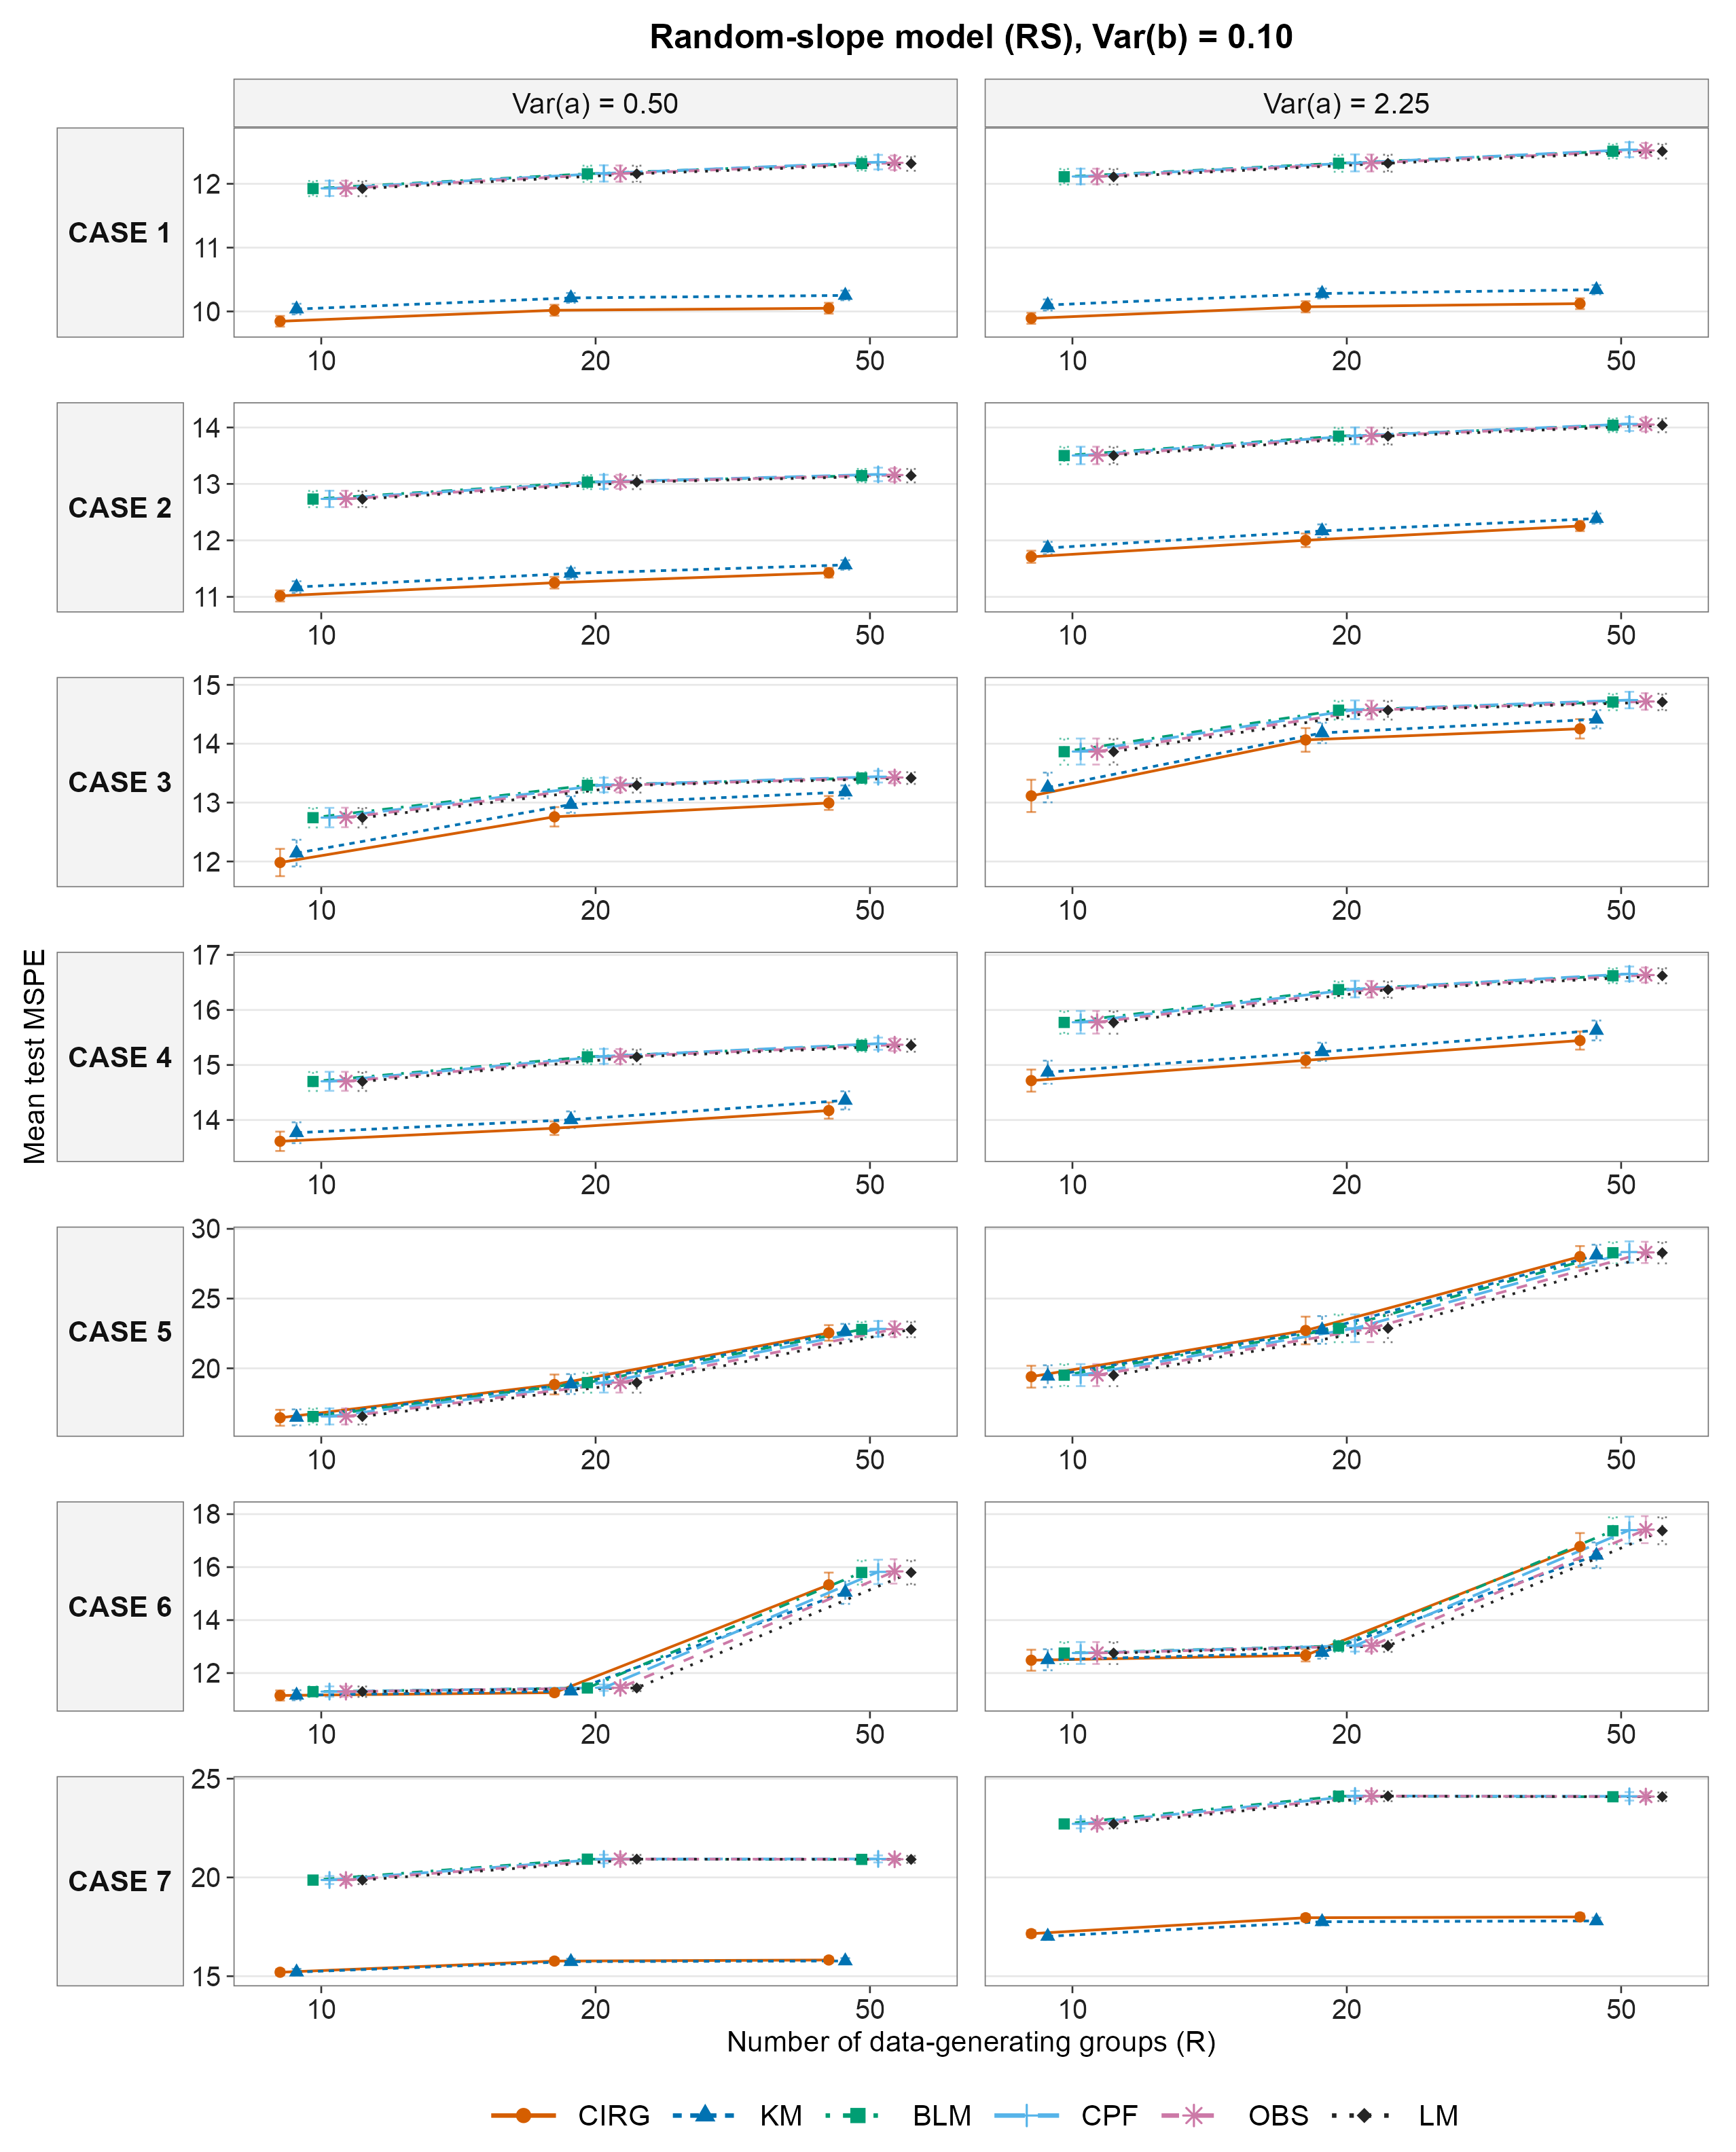 Random-slope model (RS), Var(b) = 0.10
Var(a) = 0.50
Var(a) = 2.25
CASE 1
12
11
10
10 20 50
10 20 50
CASE 2
14
13
12
11
10 20 50
10 20 50
CASE 3
15
14
13
12
10 20 50
10 20 50
Mean test MSPE
CASE 4
17
16
15
14
10 20 50
10 20 50
CASE 5
30
25
20
10 20 50
10 20 50
CASE 6
18
16
14
12
10 20 50
10 20 50
CASE 7
25
20
15
10 20 50
10 20 50
Number of data-generating groups (R)
CIRG KM BLM CPF OBS LM